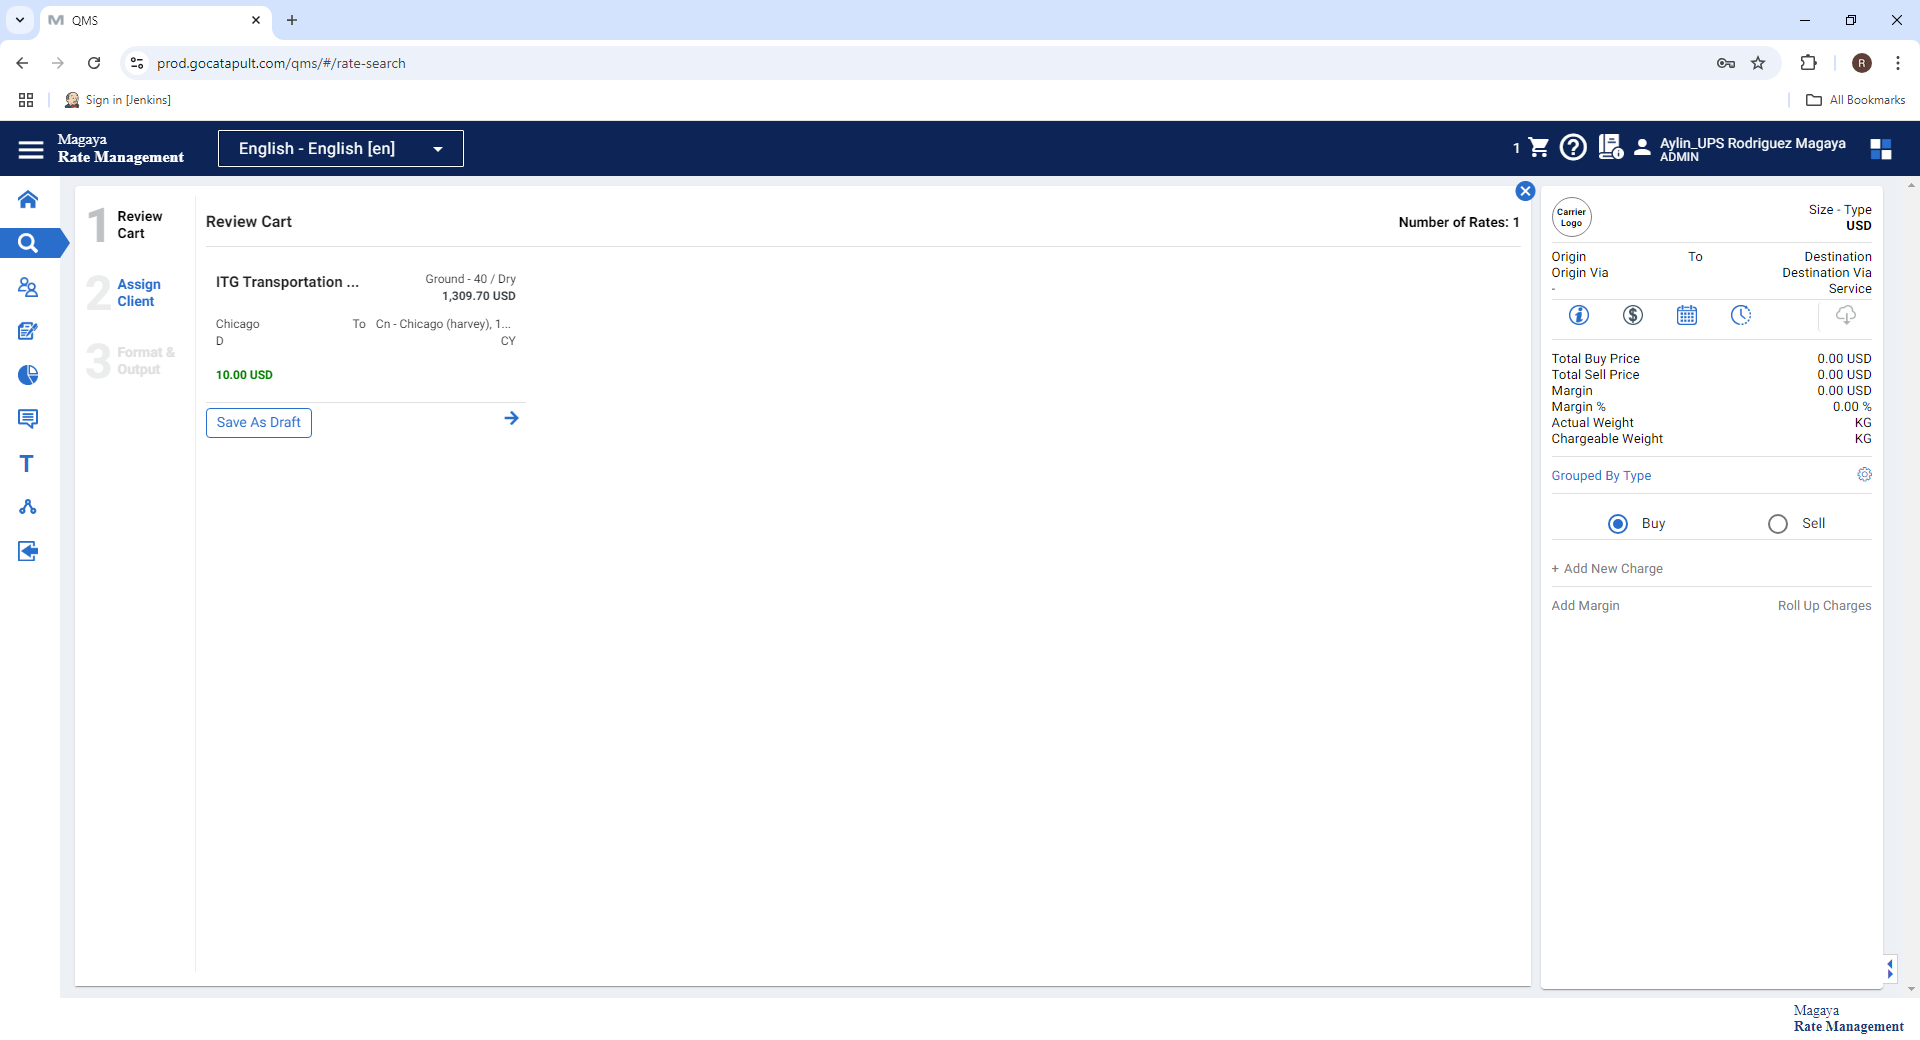 QMS
prod.gocatapult.com/qms/#/rate-search
R
Sign in [Jenkins]
All Bookmarks
Magaya
Rate Management
English - English [en]
1
Aylin_UPS Rodriguez Magaya
ADMIN
1 Review Cart
2 Assign Client
3 Format & Output
Review Cart
Number of Rates: 1
ITG Transportation ...
Ground - 40 / Dry
1,309.70 USD
Chicago To Cn - Chicago (harvey), 1...
D CY
10.00 USD
Save As Draft
Carrier
Logo
Size - Type
USD
Origin To Destination
Origin Via Destination Via
- Service
Total Buy Price 0.00 USD
Total Sell Price 0.00 USD
Margin 0.00 USD
Margin % 0.00 %
Actual Weight KG
Chargeable Weight KG
Grouped By Type
Buy Sell
+ Add New Charge
Add Margin Roll Up Charges
Magaya
Rate Management